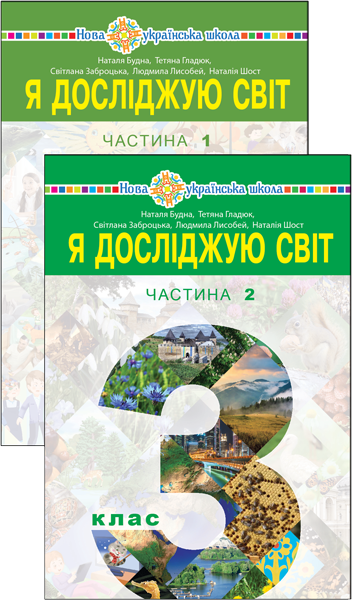 Нова українська школа
Наталя Будна, Тетяна Гладюк,
Світлана Заброцька, Людмила Лисобей, Наталія Шост
Я ДОСЛІДЖУЮ СВІТ
ЧАСТИНА 1
Нова українська школа
Наталя Будна, Тетяна Гладюк,
Світлана Заброцька, Людмила Лисобей, Наталія Шост
Я ДОСЛІДЖУЮ СВІТ
ЧАСТИНА 2
3
клас